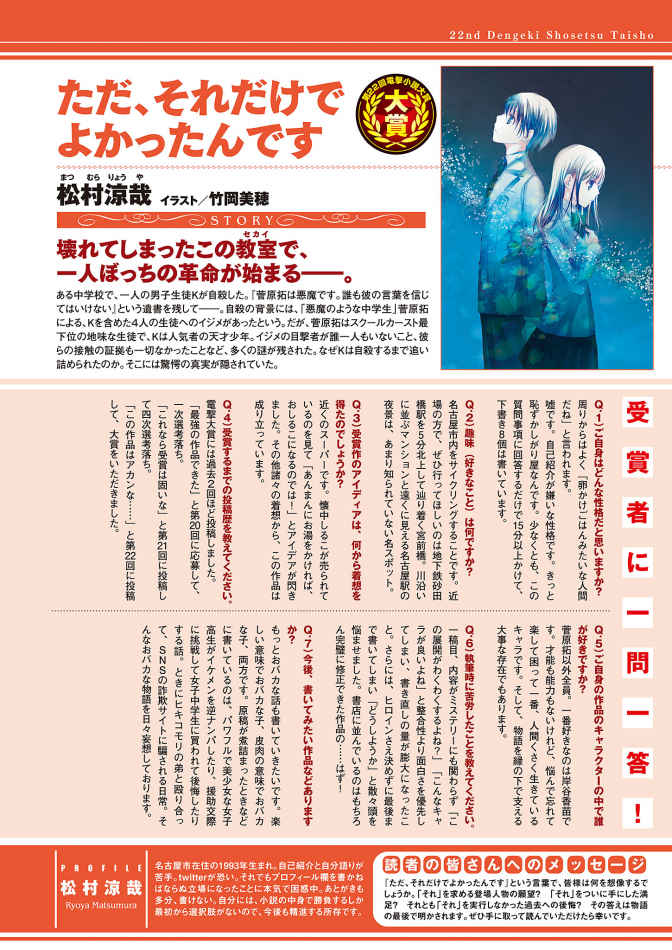 22nd Dengeki Shosetsu Taisho
ただ、それだけで
よかったんです
第22回電撃小説大賞
大賞
まつ むら りょう や
松村涼哉 イラスト／竹岡美穂
STORY
セカイ
壊れてしまったこの教室で、
一人ぼっちの革命が始まる――。
ある中学校で、一人の男子生徒Kが自殺した。『菅原拓は悪魔です。誰も彼の言葉を信じ
てはいけない』という遺書を残して――。自殺の背景には、「悪魔のような中学生」菅原拓
による、Kを含めた4人の生徒へのイジメがあったという。だが、菅原拓はスクールカースト最
下位の地味な生徒で、Kは人気者の天才少年。イジメの目撃者が誰一人もいないこと、彼
らの接触の証拠も一切なかったことなど、多くの謎が残された。なぜKは自殺するまで追い
詰められたのか。そこには驚愕の真実が隠されていた。
受賞者に一問一答！
Q・1）ご自身はどんな性格だと思いますか？
周りからはよく「卵かけごはんみたいな人間
だね」と言われます。
嘘です。自己紹介が嫌いな性格です。きっと
恥ずかしがり屋なんです。少なくとも、この
質問事項に回答するだけで15分以上かけて、
下書き8個は書いています。
Q・2）趣味（好きなこと）は何ですか？
名古屋市内をサイクリングすることです。近
場の方で、ぜひ行ってほしいのは地下鉄砂田
橋駅を5分北上して辿り着く宮前橋。川沿い
に並ぶマンションと遠くに見える名古屋駅の
夜景は、あまり知られていない名スポット。
Q・3）受賞作のアイディアは、何から着想を
得たのでしょうか？
近くのスーパーです。懐中しるこが売られて
いるのを見て「あんまんにお湯をかければ、
おしるこになるのでは！」とアイデアが閃き
ました。その他諸々の着想から、この作品は
成り立っています。
Q・4）受賞するまでの投稿歴を教えてください。
電撃大賞には過去2回ほど投稿しました。
「最強の作品できた」と第20回に応募して、
一次選考落ち。
「これなら受賞は固いな」と第21回に投稿し
て四次選考落ち。
「この作品はアカンな……」と第22回に投稿
して、大賞をいただきました。
Q・5）ご自身の作品のキャラクターの中で誰
が好きですか？
菅原拓以外全員。一番好きなのは岸谷香苗で
す。才能も能力もないけれど、悩んで忘れて
楽しんで困って一番、人間くさく生きている
キャラです。そして、物語を縁の下で支える
大事な存在でもあります。
Q・6）執筆時に苦労したことを教えてください。
一稿目、内容がミステリーにも関わらず「こ
の展開がわくわくするよね？」「こんなキャ
ラが良いよね」と整合性より面白さを優先し
てしまい、書き直しの量が膨大になったこ
と。さらには、ヒロインさえ決めずに最後ま
で書いてしまい「どうしようか」と散々頭を
悩ませました。書店に並んでいるのはもちろ
ん完璧に修正できた作品の……はず！
Q・7）今後、書いてみたい作品などあります
か？
もっとおバカな話も書いていきたいです。楽
しい意味でおバカな子、皮肉の意味でおバカ
な子、両方です。原稿が煮詰まったときなど
に書いているのは、パワフルで美少女な女子
高生がイケメンを逆ナンパしたり、援助交際
に挑戦して女子中学生に買われて後悔したり
する話。ときにヒキコモリの弟と殴り合っ
て、SNSの詐欺サイトに騙される日常。そ
んなおバカな物語を日々妄想しております。
PROFILE
松村涼哉
Ryoya Matsumura
名古屋市在住の1993年生まれ。自己紹介と自分語りが
苦手。twitterが恐い。それでもプロフィール欄を書かね
ばならぬ立場になったことに本気で困惑中。あとがきも
多分、書けない。自分には、小説の中身で勝負するしか
最初から選択肢がないので、今後も精進する所存です。
読者の皆さんへのメッセージ
『ただ、それだけでよかったんです』という言葉で、皆様は何を想像するで
しょうか。「それ」を求める登場人物の願望？ 「それ」をついに手にした満
足？ それとも「それ」を実行しなかった過去への後悔？ その答えは物語
の最後で明かされます。ぜひ手に取って読んでいただけたら幸いです。